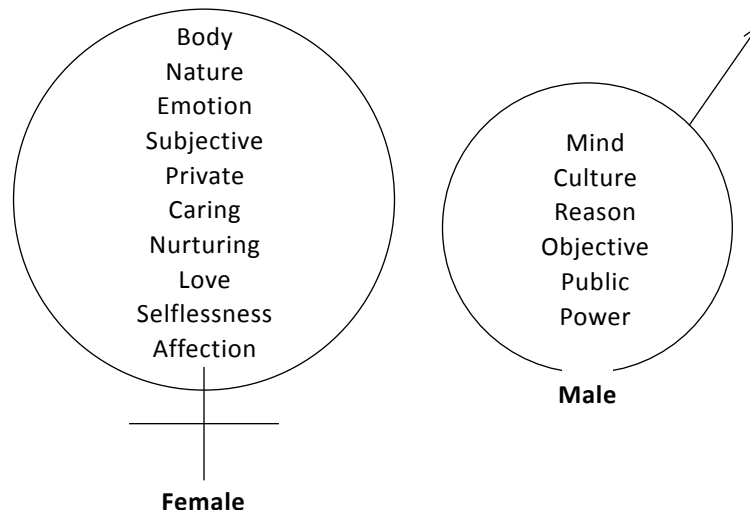 Body
Nature
Emotion
Subjective
Private
Caring
Nurturing
Love
Selflessness
Affection
Female
Mind
Culture
Reason
Objective
Public
Power
Male